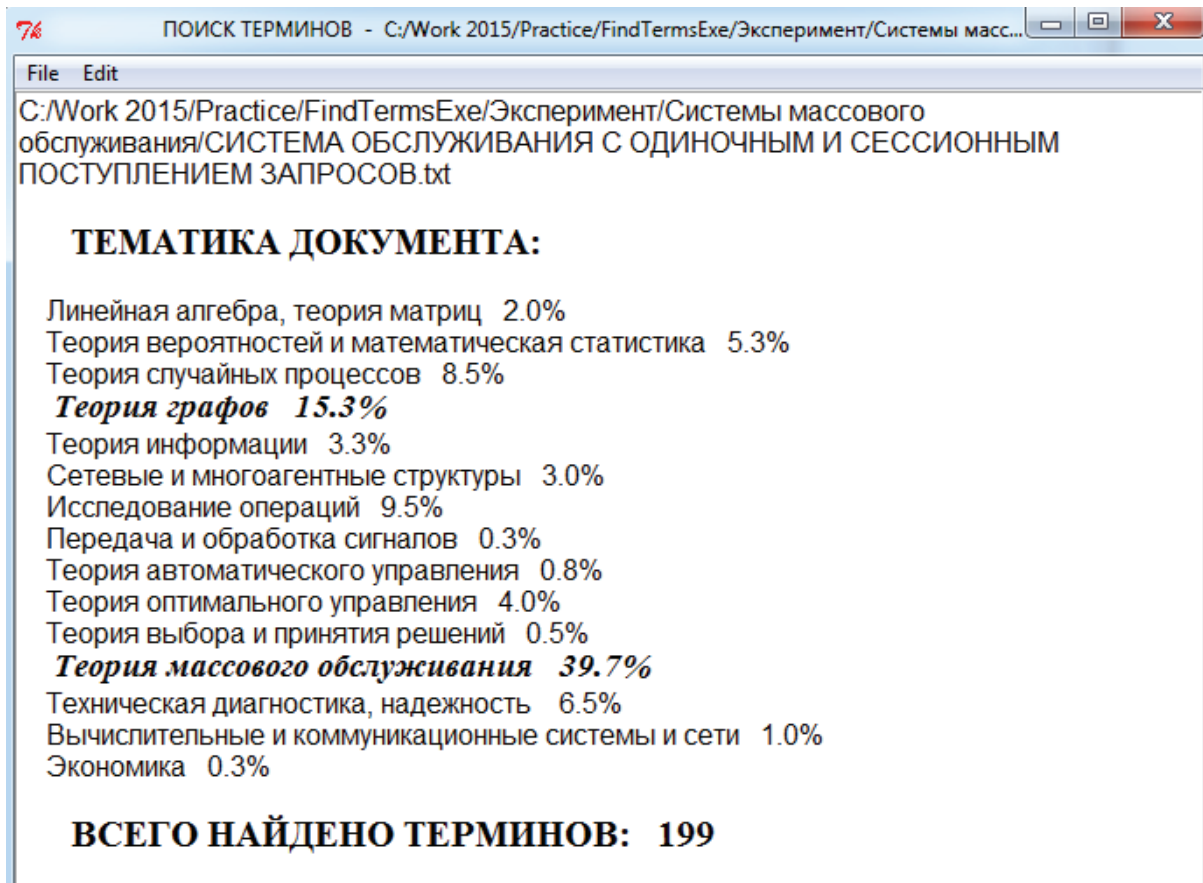 ПОИСК ТЕРМИНОВ - C:/Work 2015/Practice/FindTermsExe/Эксперимент/Системы масс...
File Edit
C:/Work 2015/Practice/FindTermsExe/Эксперимент/Системы массового
обслуживания/СИСТЕМА ОБСЛУЖИВАНИЯ С ОДИНОЧНЫМ И СЕССИОННЫМ
ПОСТУПЛЕНИЕМ ЗАПРОСОВ.txt
ТЕМАТИКА ДОКУМЕНТА:
Линейная алгебра, теория матриц 2.0%
Теория вероятностей и математическая статистика 5.3%
Теория случайных процессов 8.5%
Теория графов 15.3%
Теория информации 3.3%
Сетевые и многоагентные структуры 3.0%
Исследование операций 9.5%
Передача и обработка сигналов 0.3%
Теория автоматического управления 0.8%
Теория оптимального управления 4.0%
Теория выбора и принятия решений 0.5%
Теория массового обслуживания 39.7%
Техническая диагностика, надежность 6.5%
Вычислительные и коммуникационные системы и сети 1.0%
Экономика 0.3%
ВСЕГО НАЙДЕНО ТЕРМИНОВ: 199